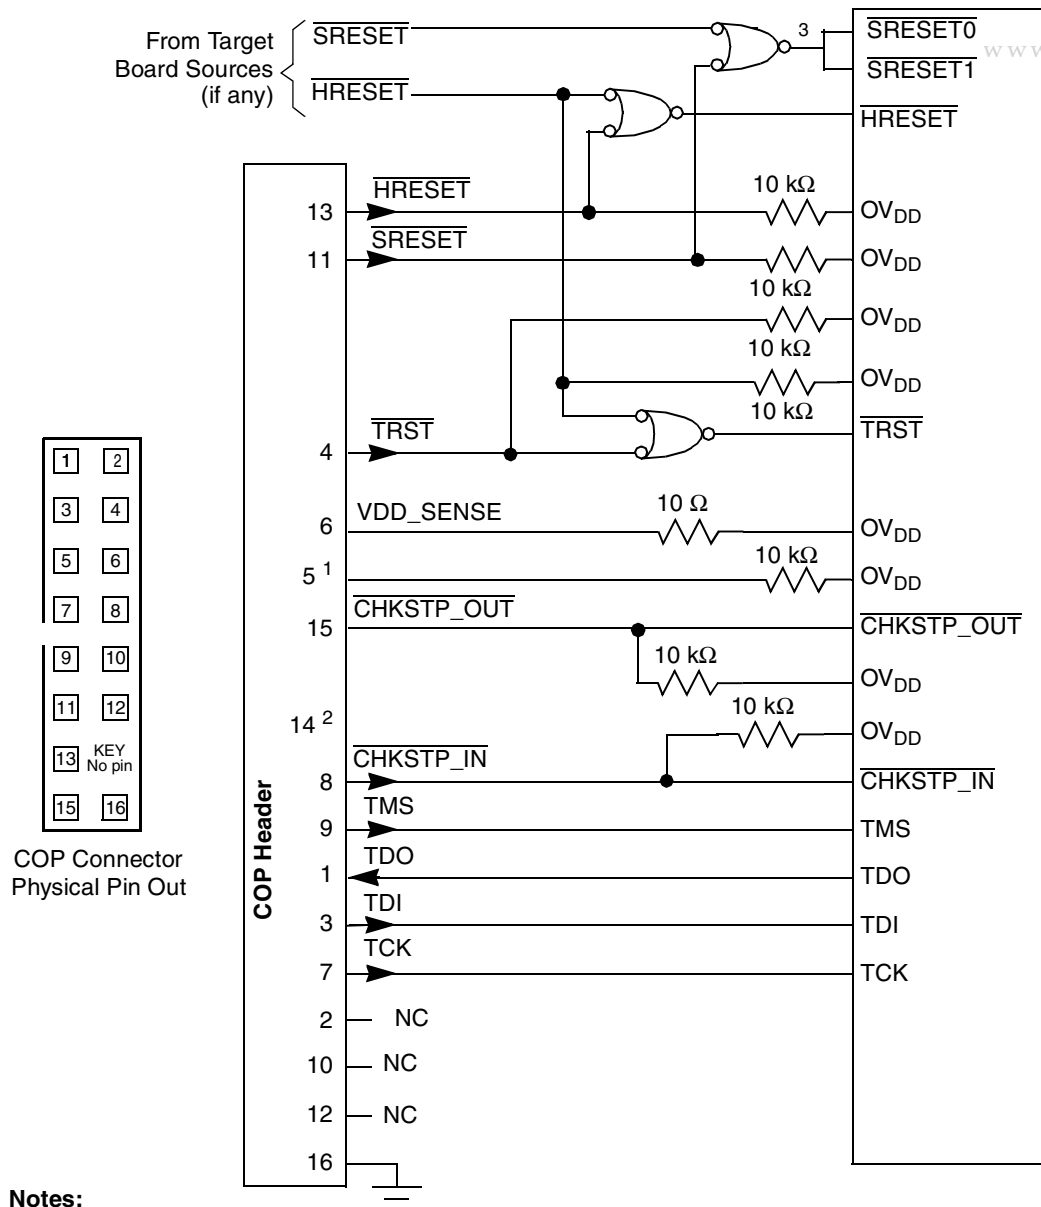 From Target
Board Sources
(if any)
SRESET
HRESET
3
SRESET0
SRESET1
www
HRESET
13
HRESET
10 kΩ
OVDD
11
SRESET
10 kΩ
OVDD
10 kΩ
OVDD
10 kΩ
OVDD
4
TRST
TRST
6
VDD_SENSE
10 Ω
OVDD
5 1
10 kΩ
OVDD
15
CHKSTP_OUT
CHKSTP_OUT
10 kΩ
OVDD
14 2
10 kΩ
OVDD
8
CHKSTP_IN
CHKSTP_IN
9
TMS
TMS
1
TDO
TDO
3
TDI
TDI
7
TCK
TCK
2
NC
10
NC
12
NC
16
COP Header
1 2
3 4
5 6
7 8
9 10
11 12
13 KEY
No pin
15 16
COP Connector
Physical Pin Out
Notes: